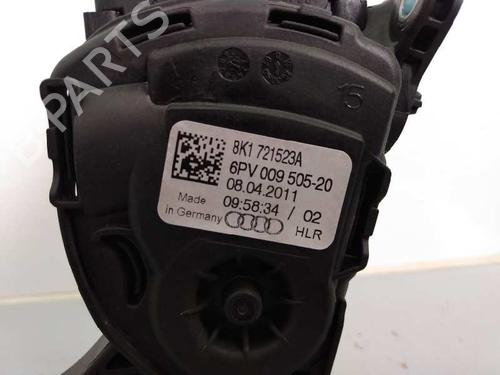 15
8K1 721523A
6PV 009 505-20
08.04.2011
Made 09:58:34 / 02
in Germany HLR
B-PARTS